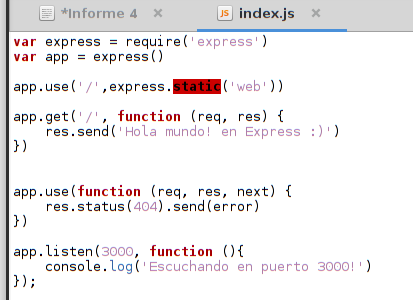 *Informe 4 × JS index.js ×
var express = require('express')
var app = express()
app.use('/',express.static('web'))
app.get('/', function (req, res) {
    res.send('Hola mundo! en Express :)')
})
app.use(function (req, res, next) {
    res.status(404).send(error)
})
app.listen(3000, function (){
    console.log('Escuchando en puerto 3000!')
});